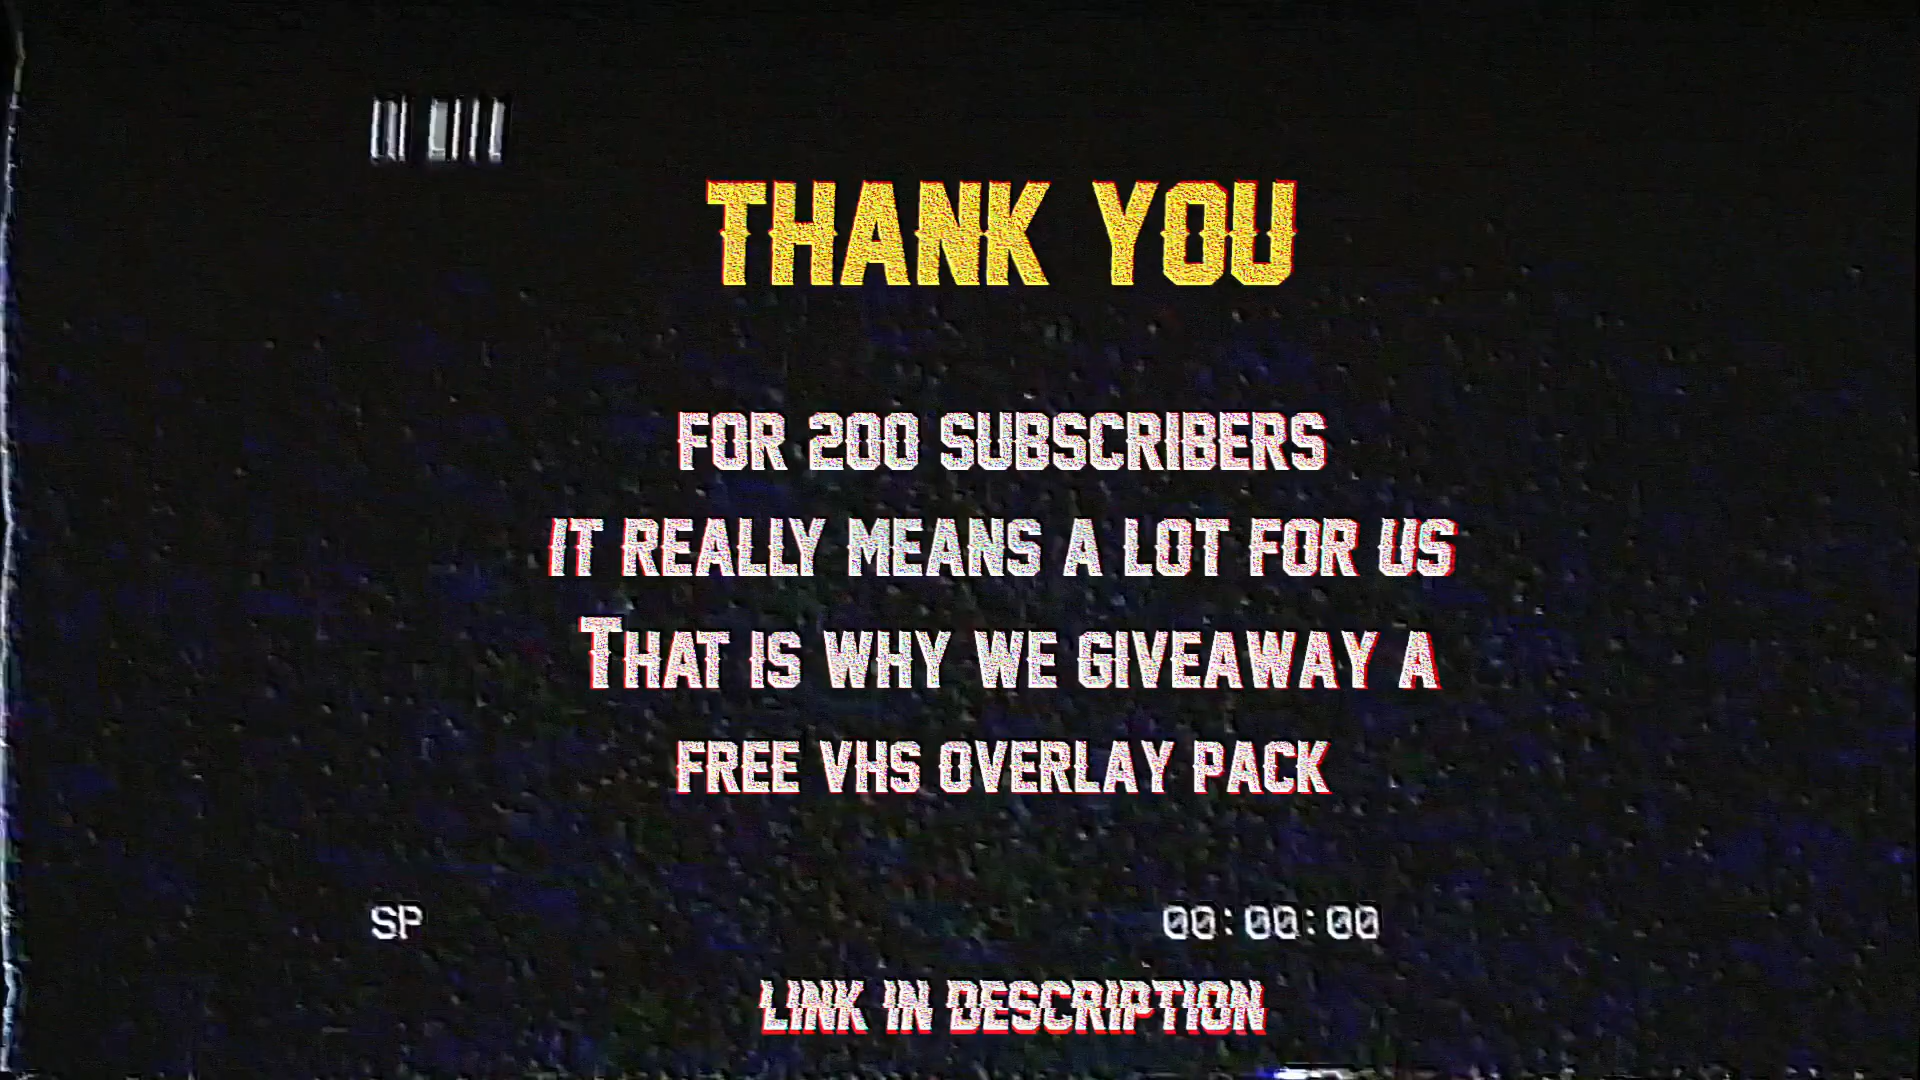 THANK YOU
FOR 200 SUBSCRIBERS
IT REALLY MEANS A LOT FOR US
THAT IS WHY WE GIVEAWAY A
FREE VHS OVERLAY PACK
SP
00:00:00
LINK IN DESCRIPTION